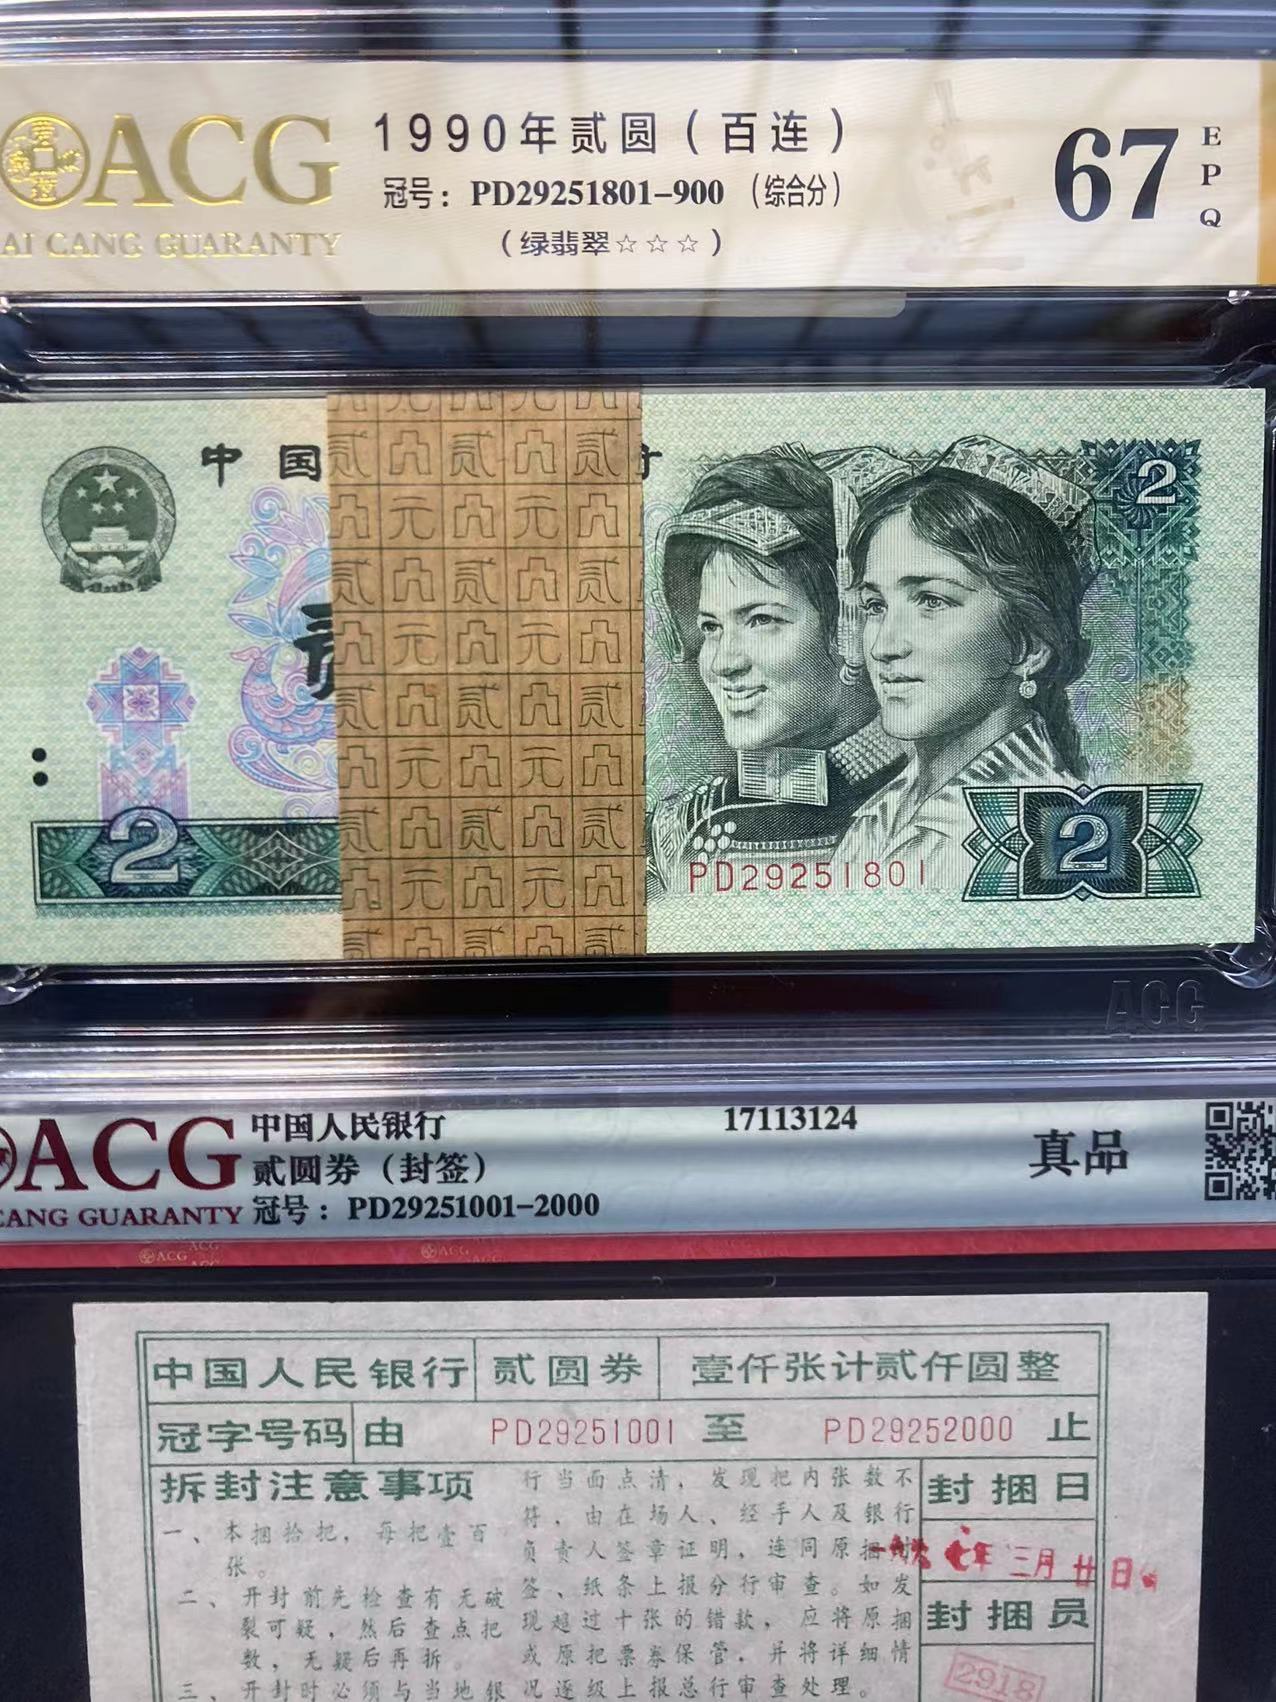 ACG
AI CANG GUARANTY
1990年贰圆(百连)
冠号: PD29251801-900 (综合分)
(绿翡翠☆☆☆)
67
EPQ
中国
贰
2
2
2
PD29251801
ACG
ACG
CANG GUARANTY
中国人民银行
贰圆券(封签)
冠号: PD29251001-2000
17113124
真品
ACG
ACG
中国人民银行 贰圆券 壹仟张计贰仟圆整
冠字号码 由 PD29251001 至 PD29252000 止
拆封注意事项
一、本捆拾把,每把壹百
张。
二、开封前先检查有无破
裂可疑,然后查点把
数,无疑后再拆。
三、开封时必须与当地银
行当面点清,发现把内张数不
符,由在场人、经手人及银行
负责人签章证明,连同原捆封
签、纸条上报分行审查。如发
现超过十张的错款,应将原捆
或原把票券保管,并将详细情
况逐级上报总行审查处理。
封捆日
年三月廿日
封捆员
2918